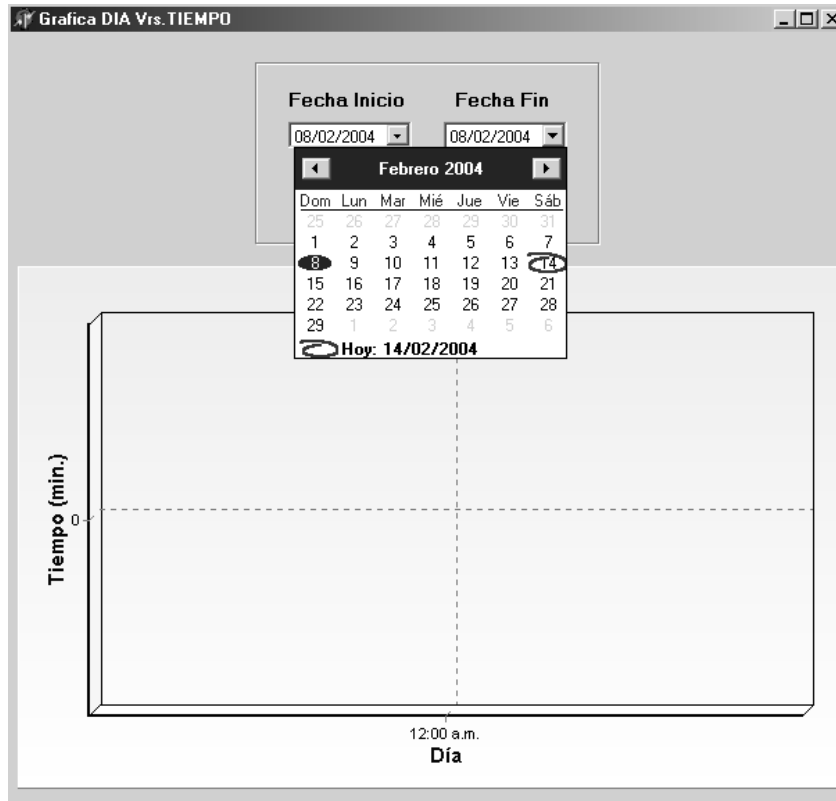 Grafica DIA Vrs.TIEMPO
Fecha Inicio Fecha Fin
08/02/2004 08/02/2004
Febrero 2004
Dom Lun Mar Mié Jue Vie Sáb
25 26 27 28 29 30 31
1 2 3 4 5 6 7
8 9 10 11 12 13 14
15 16 17 18 19 20 21
22 23 24 25 26 27 28
29 1 2 3 4 5 6
Hoy: 14/02/2004
Tiempo (min.)
0
12:00 a.m.
Día